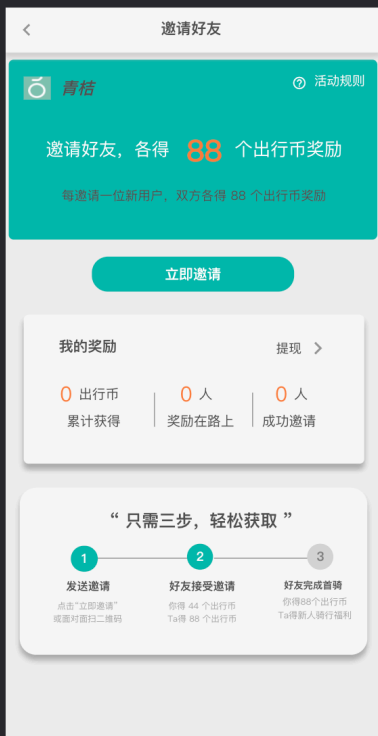 邀请好友
青桔
活动规则
邀请好友，各得 88 个出行币奖励
每邀请一位新用户，双方各得 88 个出行币奖励
立即邀请
我的奖励
提现
0 出行币
0 人
0 人
累计获得
奖励在路上
成功邀请
“ 只需三步，轻松获取 ”
1
2
3
发送邀请
好友接受邀请
好友完成首骑
点击“立即邀请”
或面对面扫二维码
你得 44 个出行币
Ta得 88 个出行币
你得88个出行币
Ta得新人骑行福利